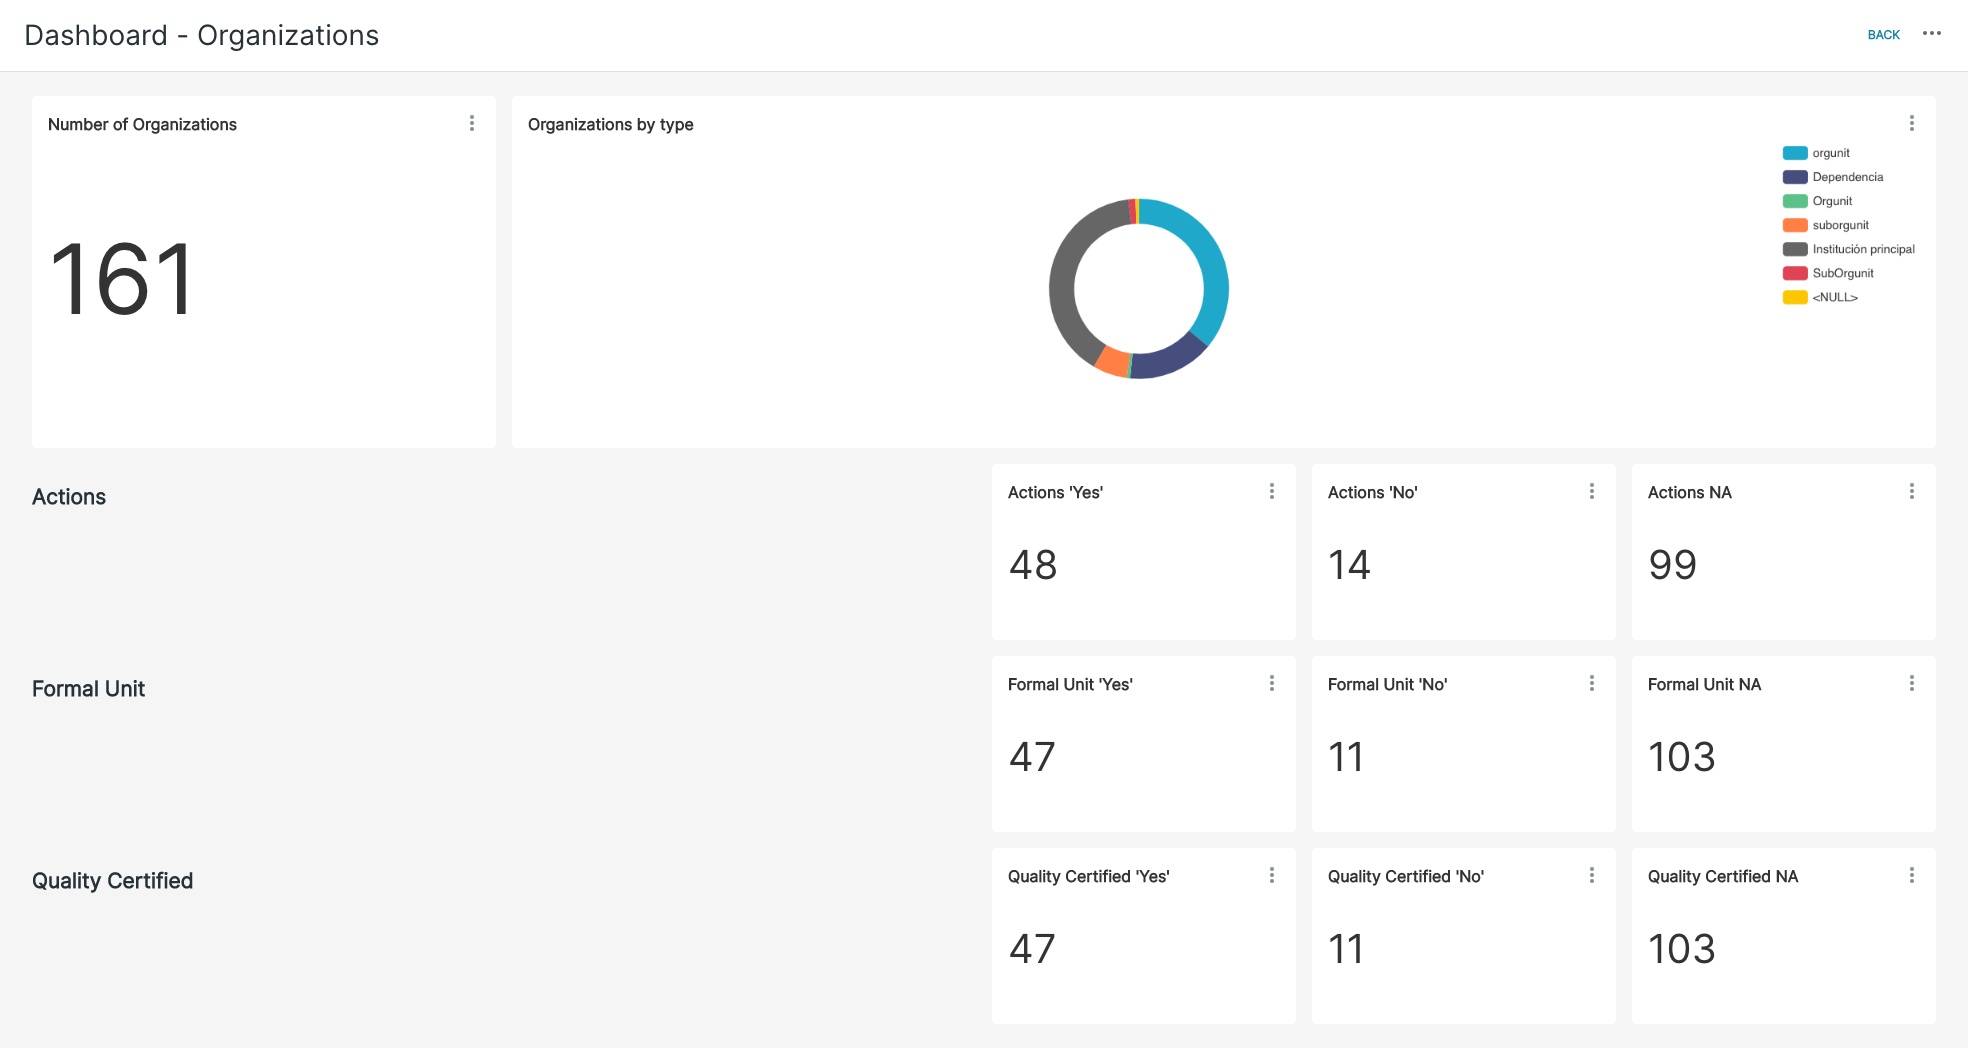 Dashboard - Organizations
BACK
Number of Organizations
161
Organizations by type
orgunit
Dependencia
Orgunit
suborgunit
Institución principal
SubOrgunit
<NULL>
Actions
Actions 'Yes'
48
Actions 'No'
14
Actions NA
99
Formal Unit
Formal Unit 'Yes'
47
Formal Unit 'No'
11
Formal Unit NA
103
Quality Certified
Quality Certified 'Yes'
47
Quality Certified 'No'
11
Quality Certified NA
103